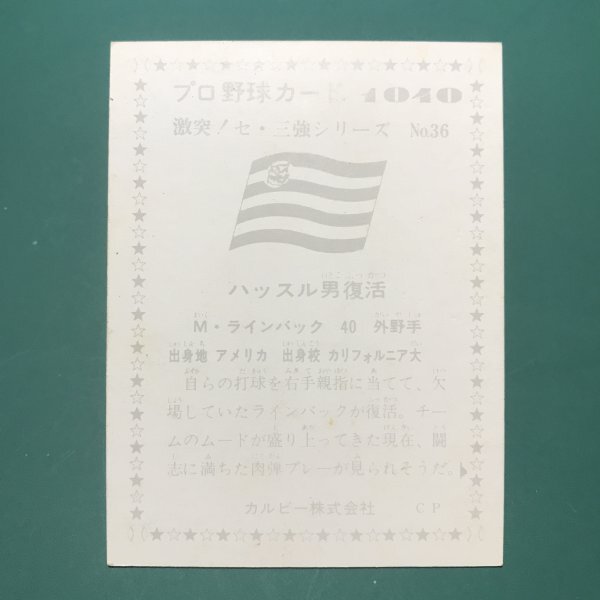 プロ野球カード 1040
激突!セ・三強シリーズ No.36
ハッスル男復活
M・ラインバック 40 外野手
出身地 アメリカ 出身校 カリフォルニア大
自らの打球を右手親指に当てて、欠
場していたラインバックが復活。チー
ムのムードが盛り上ってきた現在、闘
志に満ちた肉弾プレーが見られそうだ。
カルビー株式会社 CP